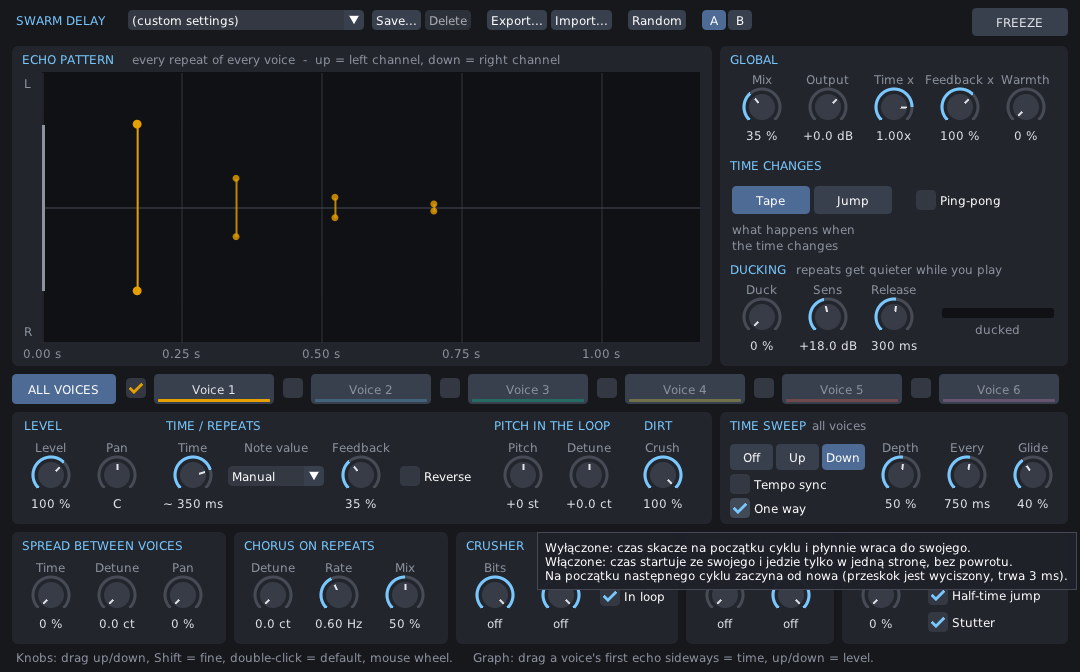 SWARM DELAY (custom settings) Save... Delete Export... Import... Random A B FREEZE
ECHO PATTERN every repeat of every voice - up = left channel, down = right channel
L
R
0.00 s 0.25 s 0.50 s 0.75 s 1.00 s
GLOBAL
Mix Output Time x Feedback x Warmth
35 % +0.0 dB 1.00x 100 % 0 %
TIME CHANGES
Tape Jump Ping-pong
what happens when
the time changes
DUCKING repeats get quieter while you play
Duck Sens Release
ducked
0 % +18.0 dB 300 ms
ALL VOICES Voice 1 Voice 2 Voice 3 Voice 4 Voice 5 Voice 6
LEVEL TIME / REPEATS PITCH IN THE LOOP DIRT
Level Pan Time Note value Feedback Pitch Detune Crush
Manual Reverse
100 % C ~ 350 ms 35 % +0 st +0.0 ct 100 %
TIME SWEEP all voices
Depth Every Glide
Off Up Down
Tempo sync
50 % 750 ms 40 %
One way
SPREAD BETWEEN VOICES
Time Detune Pan
0 % 0.0 ct 0 %
CHORUS ON REPEATS
Detune Rate Mix
0.0 ct 0.60 Hz 50 %
CRUSHER
Bits
In loop
off off
Wyłączone: czas skacze na początku cyklu i płynnie wraca do swojego.
Włączone: czas startuje ze swojego i jedzie tylko w jedną stronę, bez powrotu.
Na początku następnego cyklu zaczyna od nowa (przeskok jest wyciszony, trwa 3 ms).
off off
Half-time jump
0 % Stutter
Knobs: drag up/down, Shift = fine, double-click = default, mouse wheel. Graph: drag a voice's first echo sideways = time, up/down = level.